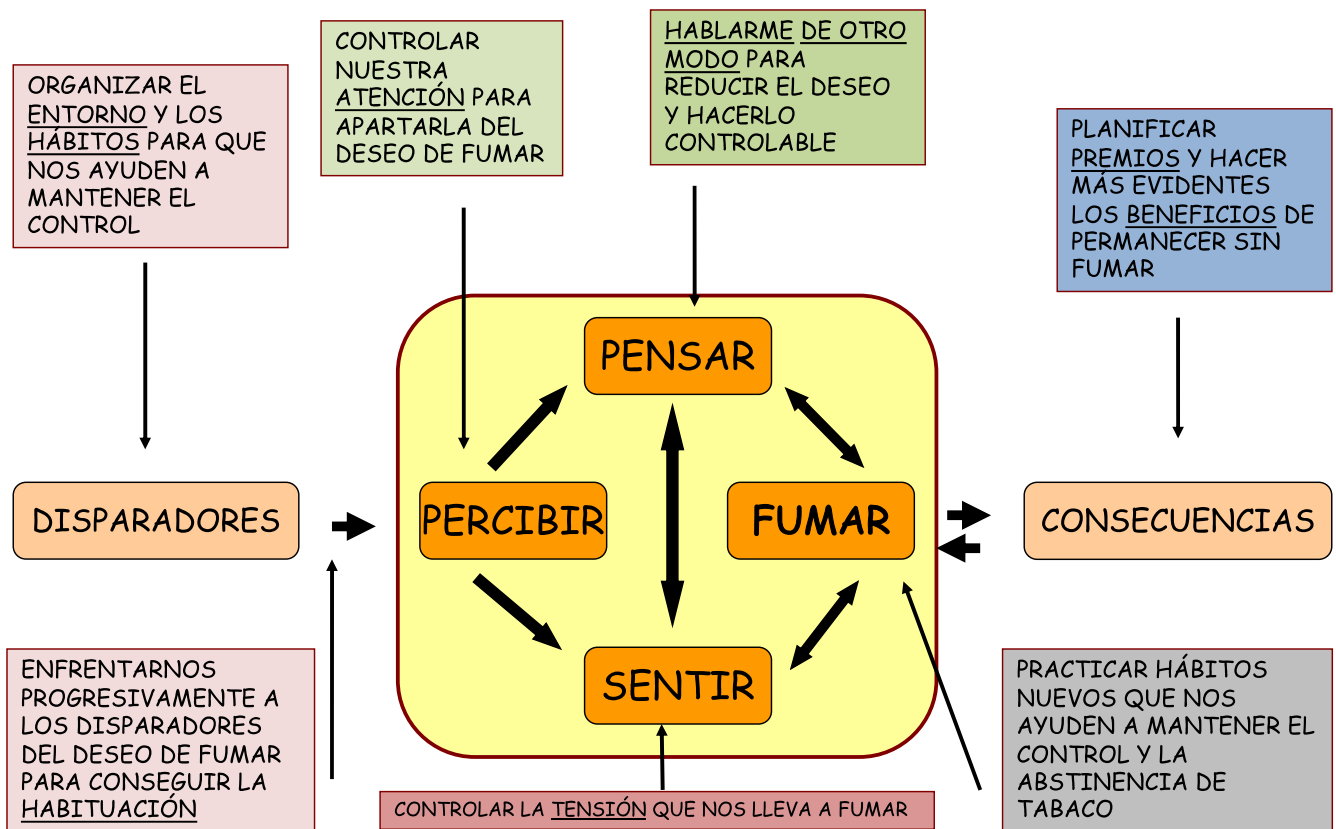 ORGANIZAR EL
ENTORNO Y LOS
HÁBITOS PARA QUE
NOS AYUDEN A
MANTENER EL
CONTROL
CONTROLAR
NUESTRA
ATENCIÓN PARA
APARTARLA DEL
DESEO DE FUMAR
HABLARME DE OTRO
MODO PARA
REDUCIR EL DESEO
Y HACERLO
CONTROLABLE
PLANIFICAR
PREMIOS Y HACER
MÁS EVIDENTES
LOS BENEFICIOS DE
PERMANECER SIN
FUMAR
PENSAR
DISPARADORES
PERCIBIR
FUMAR
CONSECUENCIAS
SENTIR
ENFRENTARNOS
PROGRESIVAMENTE A
LOS DISPARADORES
DEL DESEO DE FUMAR
PARA CONSEGUIR LA
HABITUACIÓN
CONTROLAR LA TENSIÓN QUE NOS LLEVA A FUMAR
PRACTICAR HÁBITOS
NUEVOS QUE NOS
AYUDEN A MANTENER EL
CONTROL Y LA
ABSTINENCIA DE
TABACO